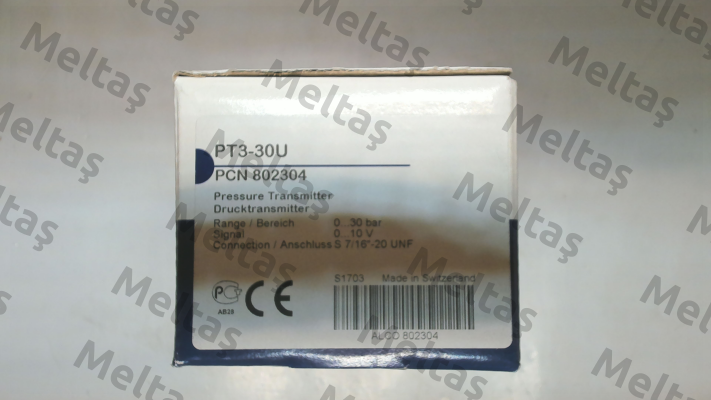 PT3-30U
PCN 802304
Pressure Transmitter
Drucktransmitter
Range / Bereich 0...30 bar
Signal 0...10 V
Connection / Anschluss S 7/16"-20 UNF
S1703 Made in Switzerland
PG CE
AB28
ALCO 802304
Meltaş